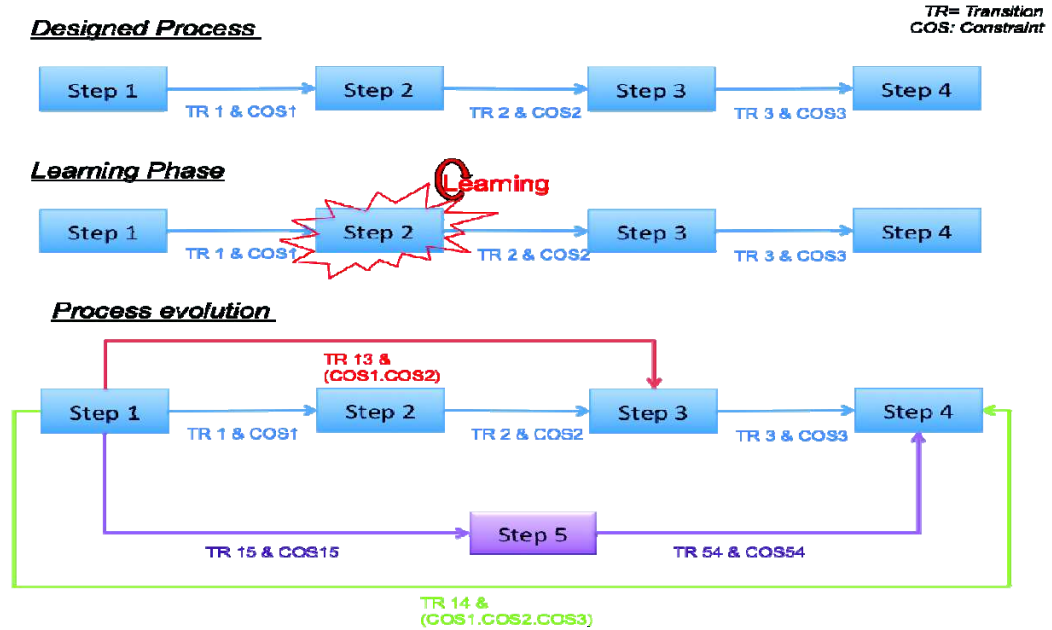 TR= Transition
COS: Constraint
Designed Process
Step 1
Step 2
Step 3
Step 4
TR 1 & COS1
TR 2 & COS2
TR 3 & COS3
Learning Phase
Learning
Step 1
Step 2
Step 3
Step 4
TR 1 & COS1
TR 2 & COS2
TR 3 & COS3
Process evolution
TR 13 &
(COS1.COS2)
Step 1
Step 2
Step 3
Step 4
TR 1 & COS1
TR 2 & COS2
TR 3 & COS3
Step 5
TR 15 & COS15
TR 54 & COS54
TR 14 &
(COS1.COS2.COS3)